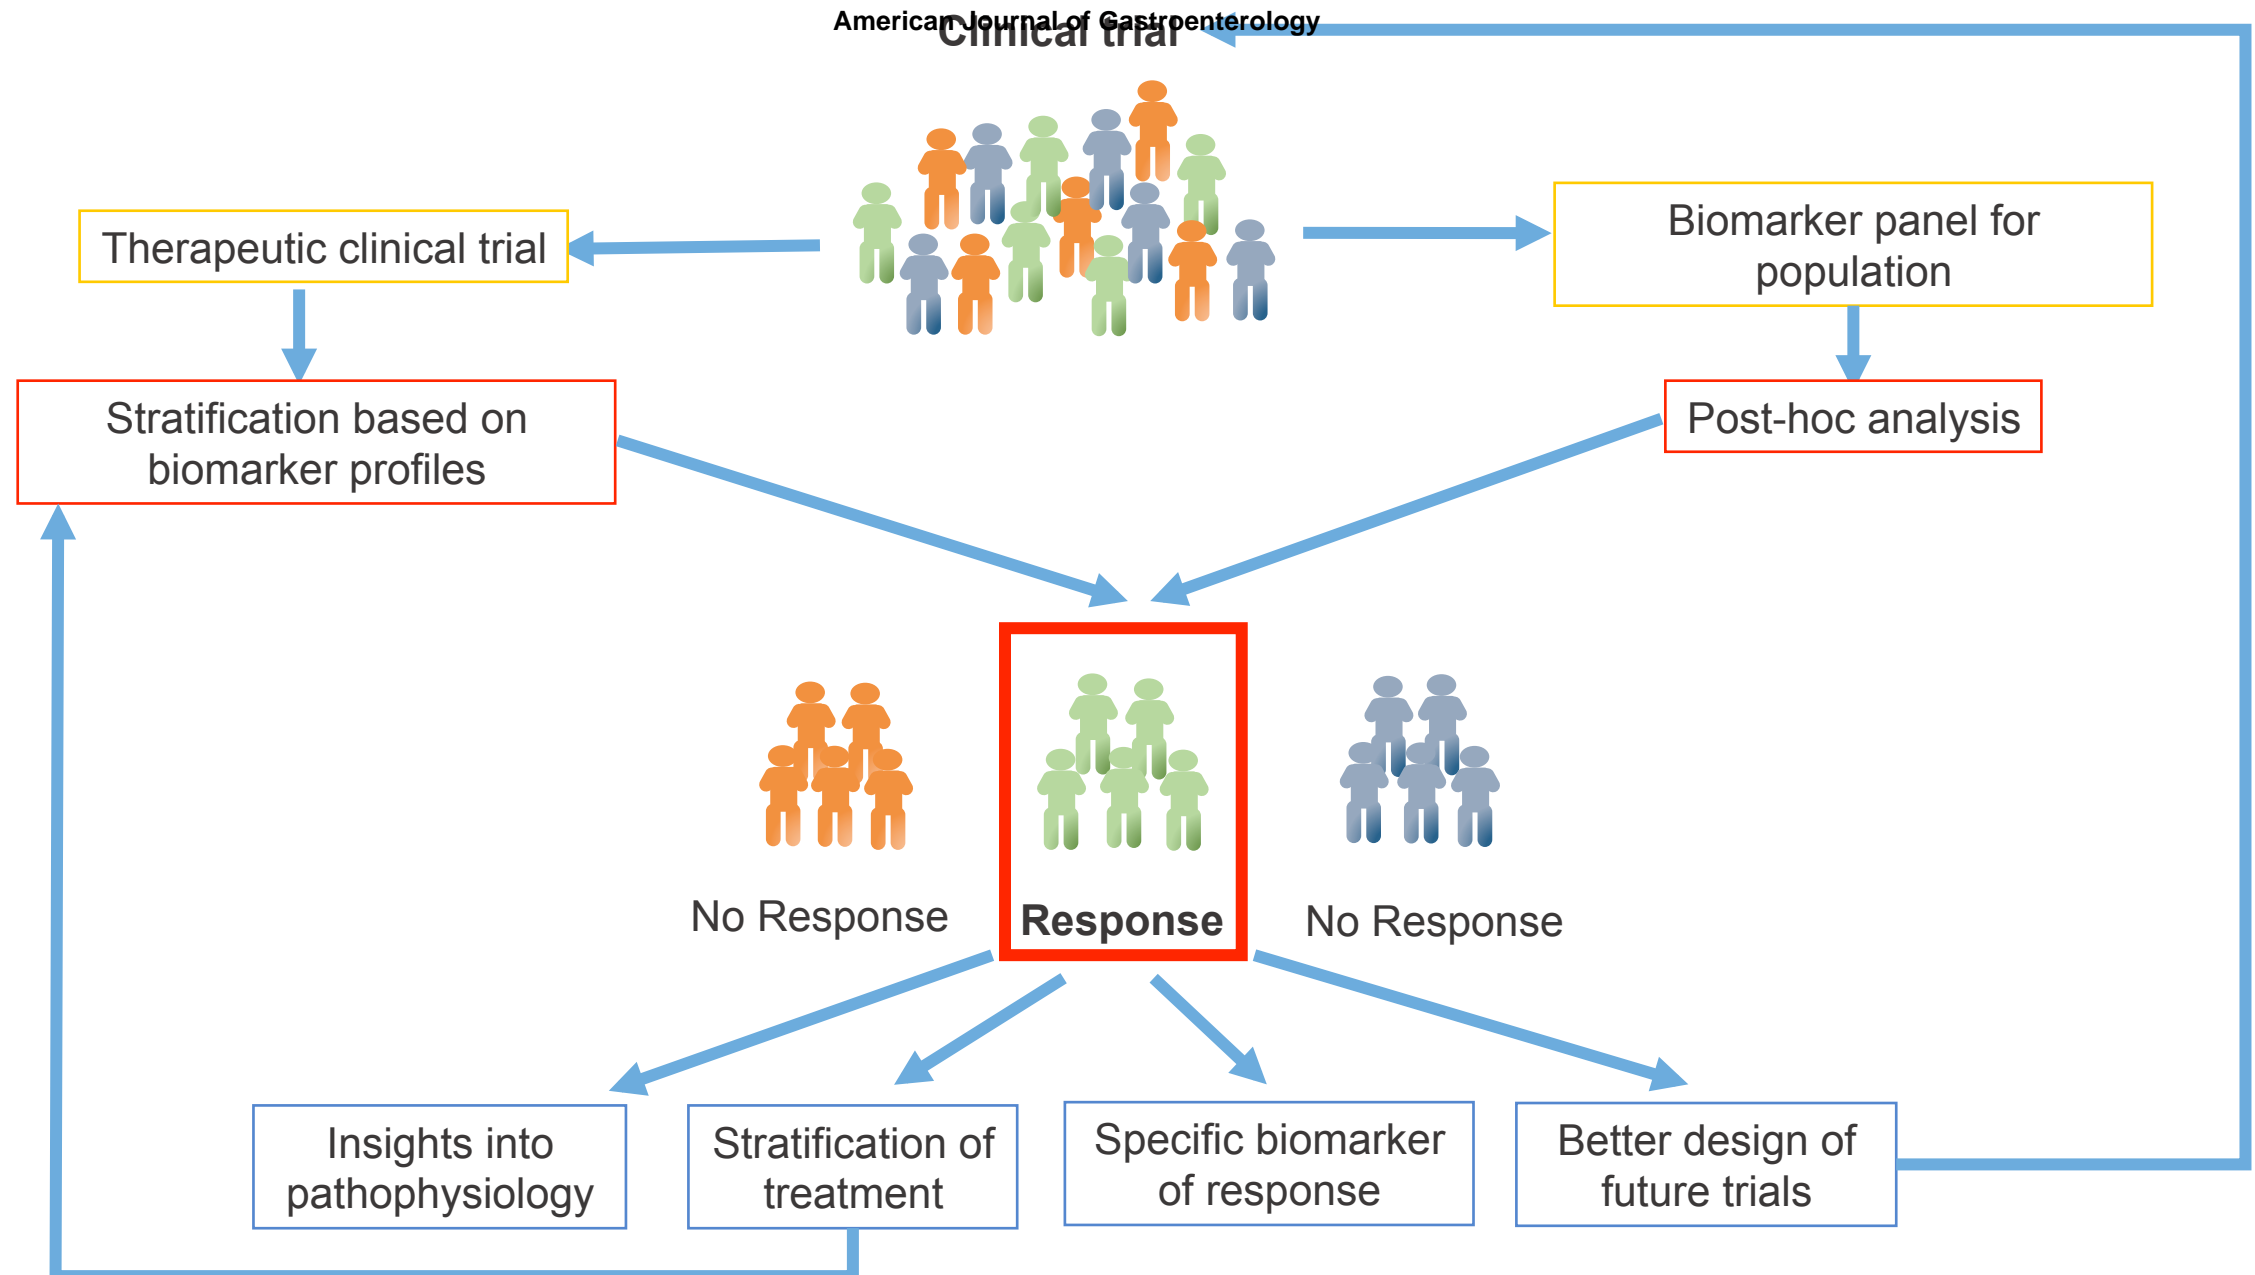 American Journal of Gastroenterology
Clinical trial
Therapeutic clinical trial
Biomarker panel for
population
Stratification based on
biomarker profiles
Post-hoc analysis
No Response
Response
No Response
Insights into
pathophysiology
Stratification of
treatment
Specific biomarker
of response
Better design of
future trials